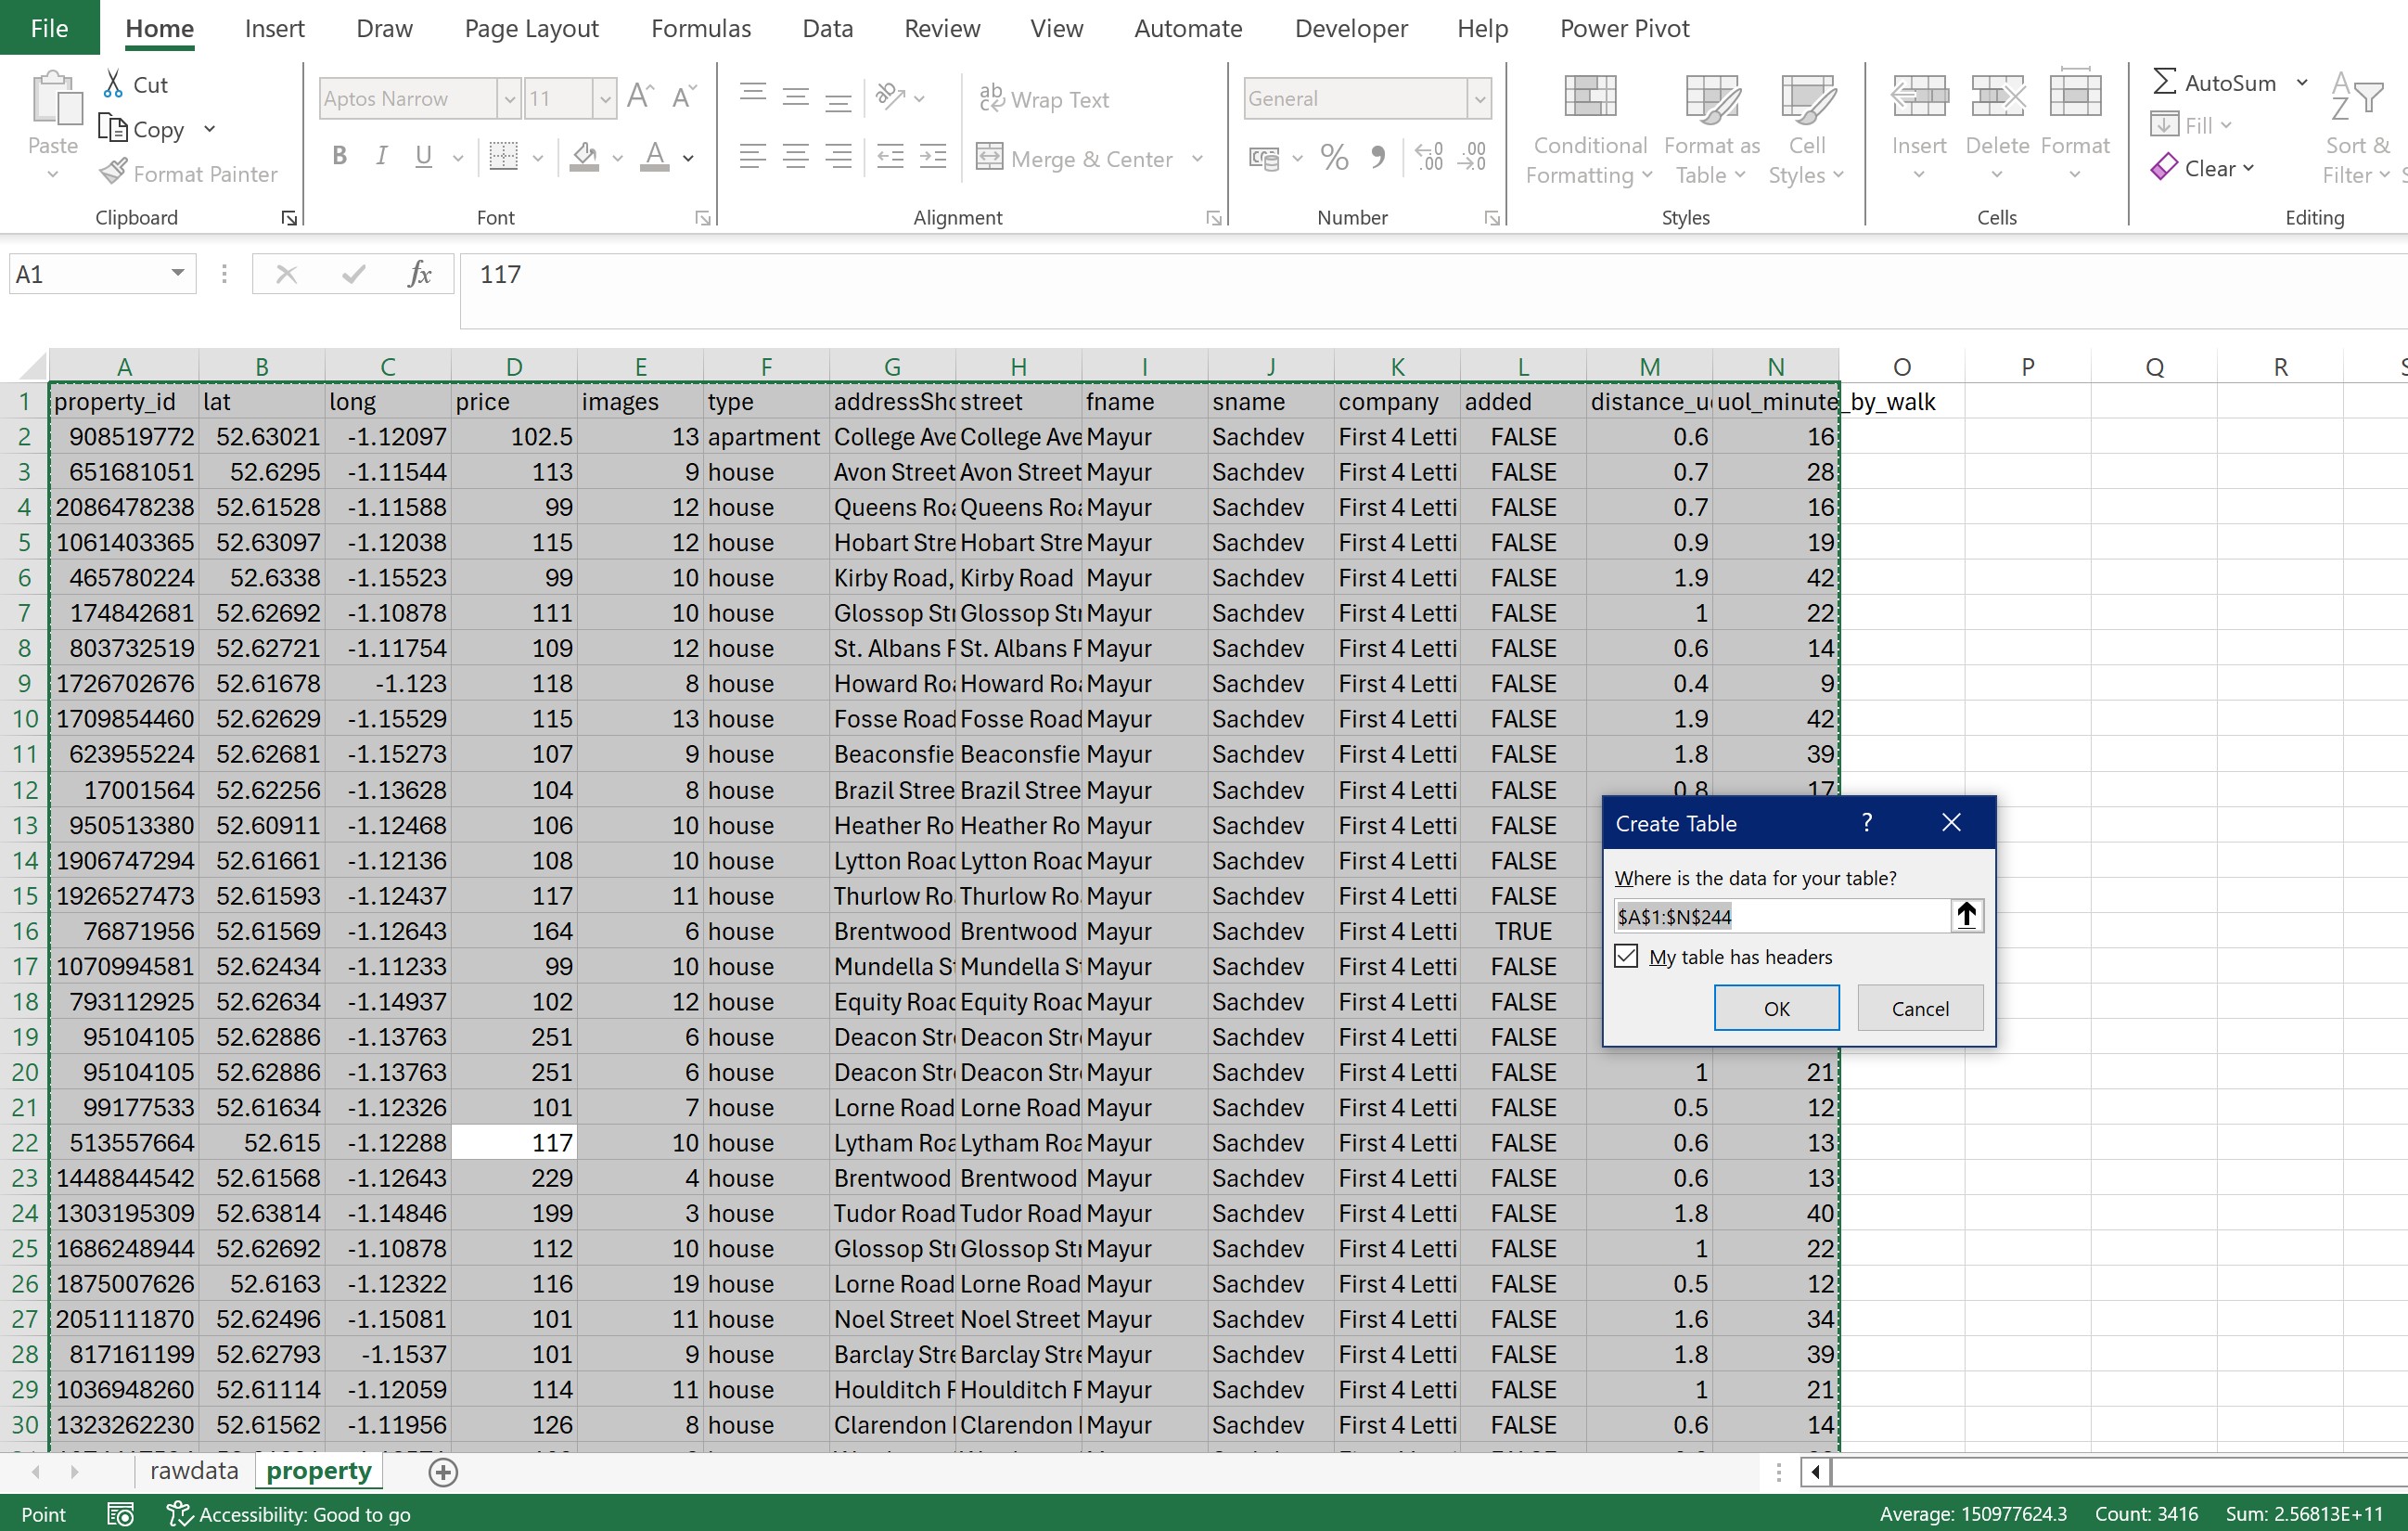 File Home Insert Draw Page Layout Formulas Data Review View Automate Developer Help Power Pivot
Paste
Cut
Copy
Format Painter
Clipboard
Aptos Narrow 11
B I U
Font
Wrap Text
Merge & Center
Alignment
General
Number
Conditional Formatting
Format as Table
Cell Styles
Styles
Insert Delete Format
Cells
AutoSum
Fill
Clear
Sort & Filter
Editing
A1 fx 117
A B C D E F G H I J K L M N O P Q R
1 property_id lat long price images type addressSho street fname sname company added distance_u uol_minute_by_walk
2 908519772 52.63021 -1.12097 102.5 13 apartment College Ave College Ave Mayur Sachdev First 4 Letti FALSE 0.6 16
3 651681051 52.6295 -1.11544 113 9 house Avon Street Avon Street Mayur Sachdev First 4 Letti FALSE 0.7 28
4 2086478238 52.61528 -1.11588 99 12 house Queens Roa Queens Roa Mayur Sachdev First 4 Letti FALSE 0.7 16
5 1061403365 52.63097 -1.12038 115 12 house Hobart Stre Hobart Stre Mayur Sachdev First 4 Letti FALSE 0.9 19
6 465780224 52.6338 -1.15523 99 10 house Kirby Road, Kirby Road Mayur Sachdev First 4 Letti FALSE 1.9 42
7 174842681 52.62692 -1.10878 111 10 house Glossop Str Glossop Str Mayur Sachdev First 4 Letti FALSE 1 22
8 803732519 52.62721 -1.11754 109 12 house St. Albans R St. Albans R Mayur Sachdev First 4 Letti FALSE 0.6 14
9 1726702676 52.61678 -1.123 118 8 house Howard Roa Howard Roa Mayur Sachdev First 4 Letti FALSE 0.4 9
10 1709854460 52.62629 -1.15529 115 13 house Fosse Road Fosse Road Mayur Sachdev First 4 Letti FALSE 1.9 42
11 623955224 52.62681 -1.15273 107 9 house Beaconsfie Beaconsfie Mayur Sachdev First 4 Letti FALSE 1.8 39
12 17001564 52.62256 -1.13628 104 8 house Brazil Stree Brazil Stree Mayur Sachdev First 4 Letti FALSE 0.8 17
13 950513380 52.60911 -1.12468 106 10 house Heather Ro Heather Ro Mayur Sachdev First 4 Letti FALSE
14 1906747294 52.61661 -1.12136 108 10 house Lytton Road Lytton Road Mayur Sachdev First 4 Letti FALSE
15 1926527473 52.61593 -1.12437 117 11 house Thurlow Ro Thurlow Ro Mayur Sachdev First 4 Letti FALSE
16 76871956 52.61569 -1.12643 164 6 house Brentwood Brentwood Mayur Sachdev First 4 Letti TRUE
17 1070994581 52.62434 -1.11233 99 10 house Mundella St Mundella St Mayur Sachdev First 4 Letti FALSE
18 793112925 52.62634 -1.14937 102 12 house Equity Road Equity Road Mayur Sachdev First 4 Letti FALSE
19 95104105 52.62886 -1.13763 251 6 house Deacon Stre Deacon Stre Mayur Sachdev First 4 Letti FALSE
20 95104105 52.62886 -1.13763 251 6 house Deacon Stre Deacon Stre Mayur Sachdev First 4 Letti FALSE 1 21
21 99177533 52.61634 -1.12326 101 7 house Lorne Road Lorne Road Mayur Sachdev First 4 Letti FALSE 0.5 12
22 513557664 52.615 -1.12288 117 10 house Lytham Roa Lytham Roa Mayur Sachdev First 4 Letti FALSE 0.6 13
23 1448844542 52.61568 -1.12643 229 4 house Brentwood Brentwood Mayur Sachdev First 4 Letti FALSE 0.6 13
24 1303195309 52.63814 -1.14846 199 3 house Tudor Road Tudor Road Mayur Sachdev First 4 Letti FALSE 1.8 40
25 1686248944 52.62692 -1.10878 112 10 house Glossop Str Glossop Str Mayur Sachdev First 4 Letti FALSE 1 22
26 1875007626 52.6163 -1.12322 116 19 house Lorne Road Lorne Road Mayur Sachdev First 4 Letti FALSE 0.5 12
27 2051111870 52.62496 -1.15081 101 11 house Noel Street Noel Street Mayur Sachdev First 4 Letti FALSE 1.6 34
28 817161199 52.62793 -1.1537 101 9 house Barclay Stre Barclay Stre Mayur Sachdev First 4 Letti FALSE 1.8 39
29 1036948260 52.61114 -1.12059 114 11 house Houlditch R Houlditch R Mayur Sachdev First 4 Letti FALSE 1 21
30 1323262230 52.61562 -1.11956 126 8 house Clarendon Clarendon Mayur Sachdev First 4 Letti FALSE 0.6 14
Create Table ?
Where is the data for your table?
$A$1:$N$244
My table has headers
OK Cancel
rawdata property
Point Accessibility: Good to go Average: 150977624.3 Count: 3416 Sum: 2.56813E+11